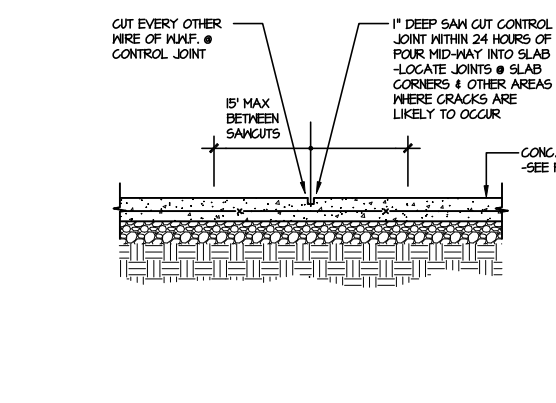 CUT EVERY OTHER
WIRE OF W.W.F. @
CONTROL JOINT
1" DEEP SAW CUT CONTROL
JOINT WITHIN 24 HOURS OF
POUR MID-WAY INTO SLAB
-LOCATE JOINTS @ SLAB
CORNERS & OTHER AREAS
WHERE CRACKS ARE
LIKELY TO OCCUR
15' MAX
BETWEEN
SAWCUTS
CONC.
-SEE